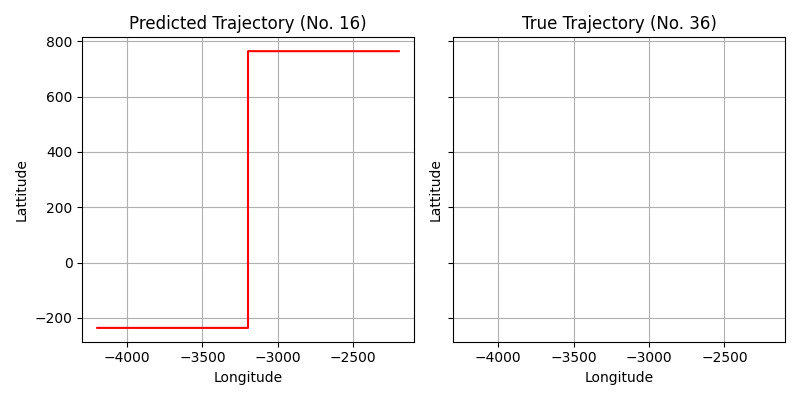 Predicted Trajectory (No. 16)
True Trajectory (No. 36)
Lattitude
800
600
400
200
0
−200
−4000 −3500 −3000 −2500
Longitude
Lattitude
−4000 −3500 −3000 −2500
Longitude